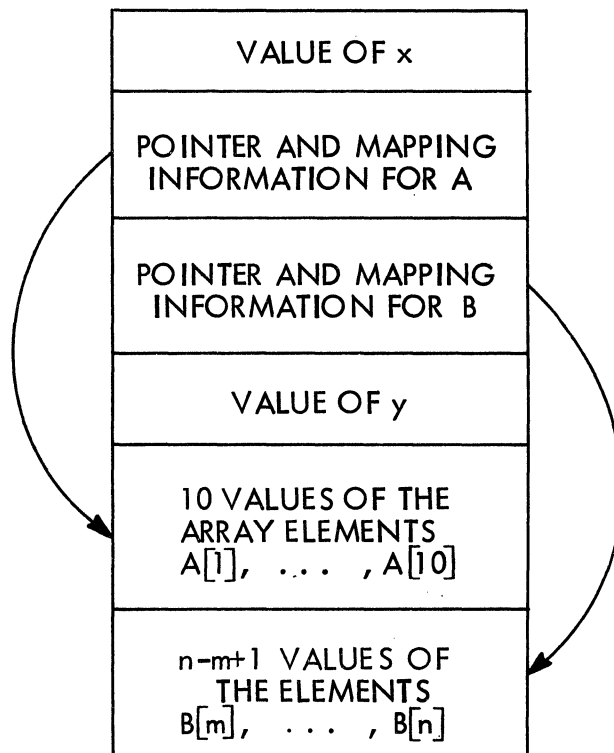 VALUE OF x
POINTER AND MAPPING
INFORMATION FOR A
POINTER AND MAPPING
INFORMATION FOR B
VALUE OF y
10 VALUES OF THE
ARRAY ELEMENTS
A[1], . . . , A[10]
n-m+1 VALUES OF
THE ELEMENTS
B[m], . . . , B[n]